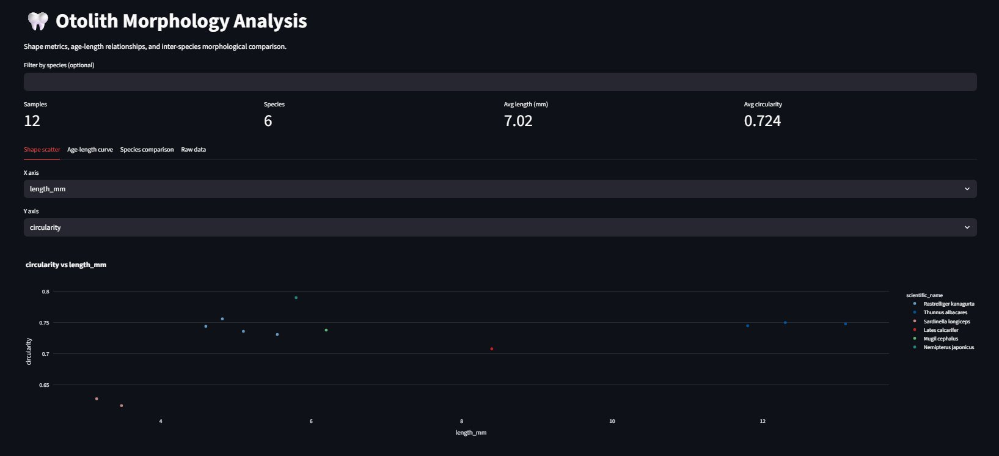 🦷 Otolith Morphology Analysis
Shape metrics, age-length relationships, and inter-species morphological comparison.
Filter by species (optional)
Samples Species Avg length (mm) Avg circularity
12 6 7.02 0.724
Shape scatter Age-length curve Species comparison Raw data
X axis
length_mm
Y axis
circularity
circularity vs length_mm
0.8
0.75
0.7
0.65
circularity
4 6 8 10 12
length_mm
scientific_name
Rastrelliger kanagurta
Thunnus albacares
Sardinella longiceps
Lates calcarifer
Mugil cephalus
Nemipterus japonicus